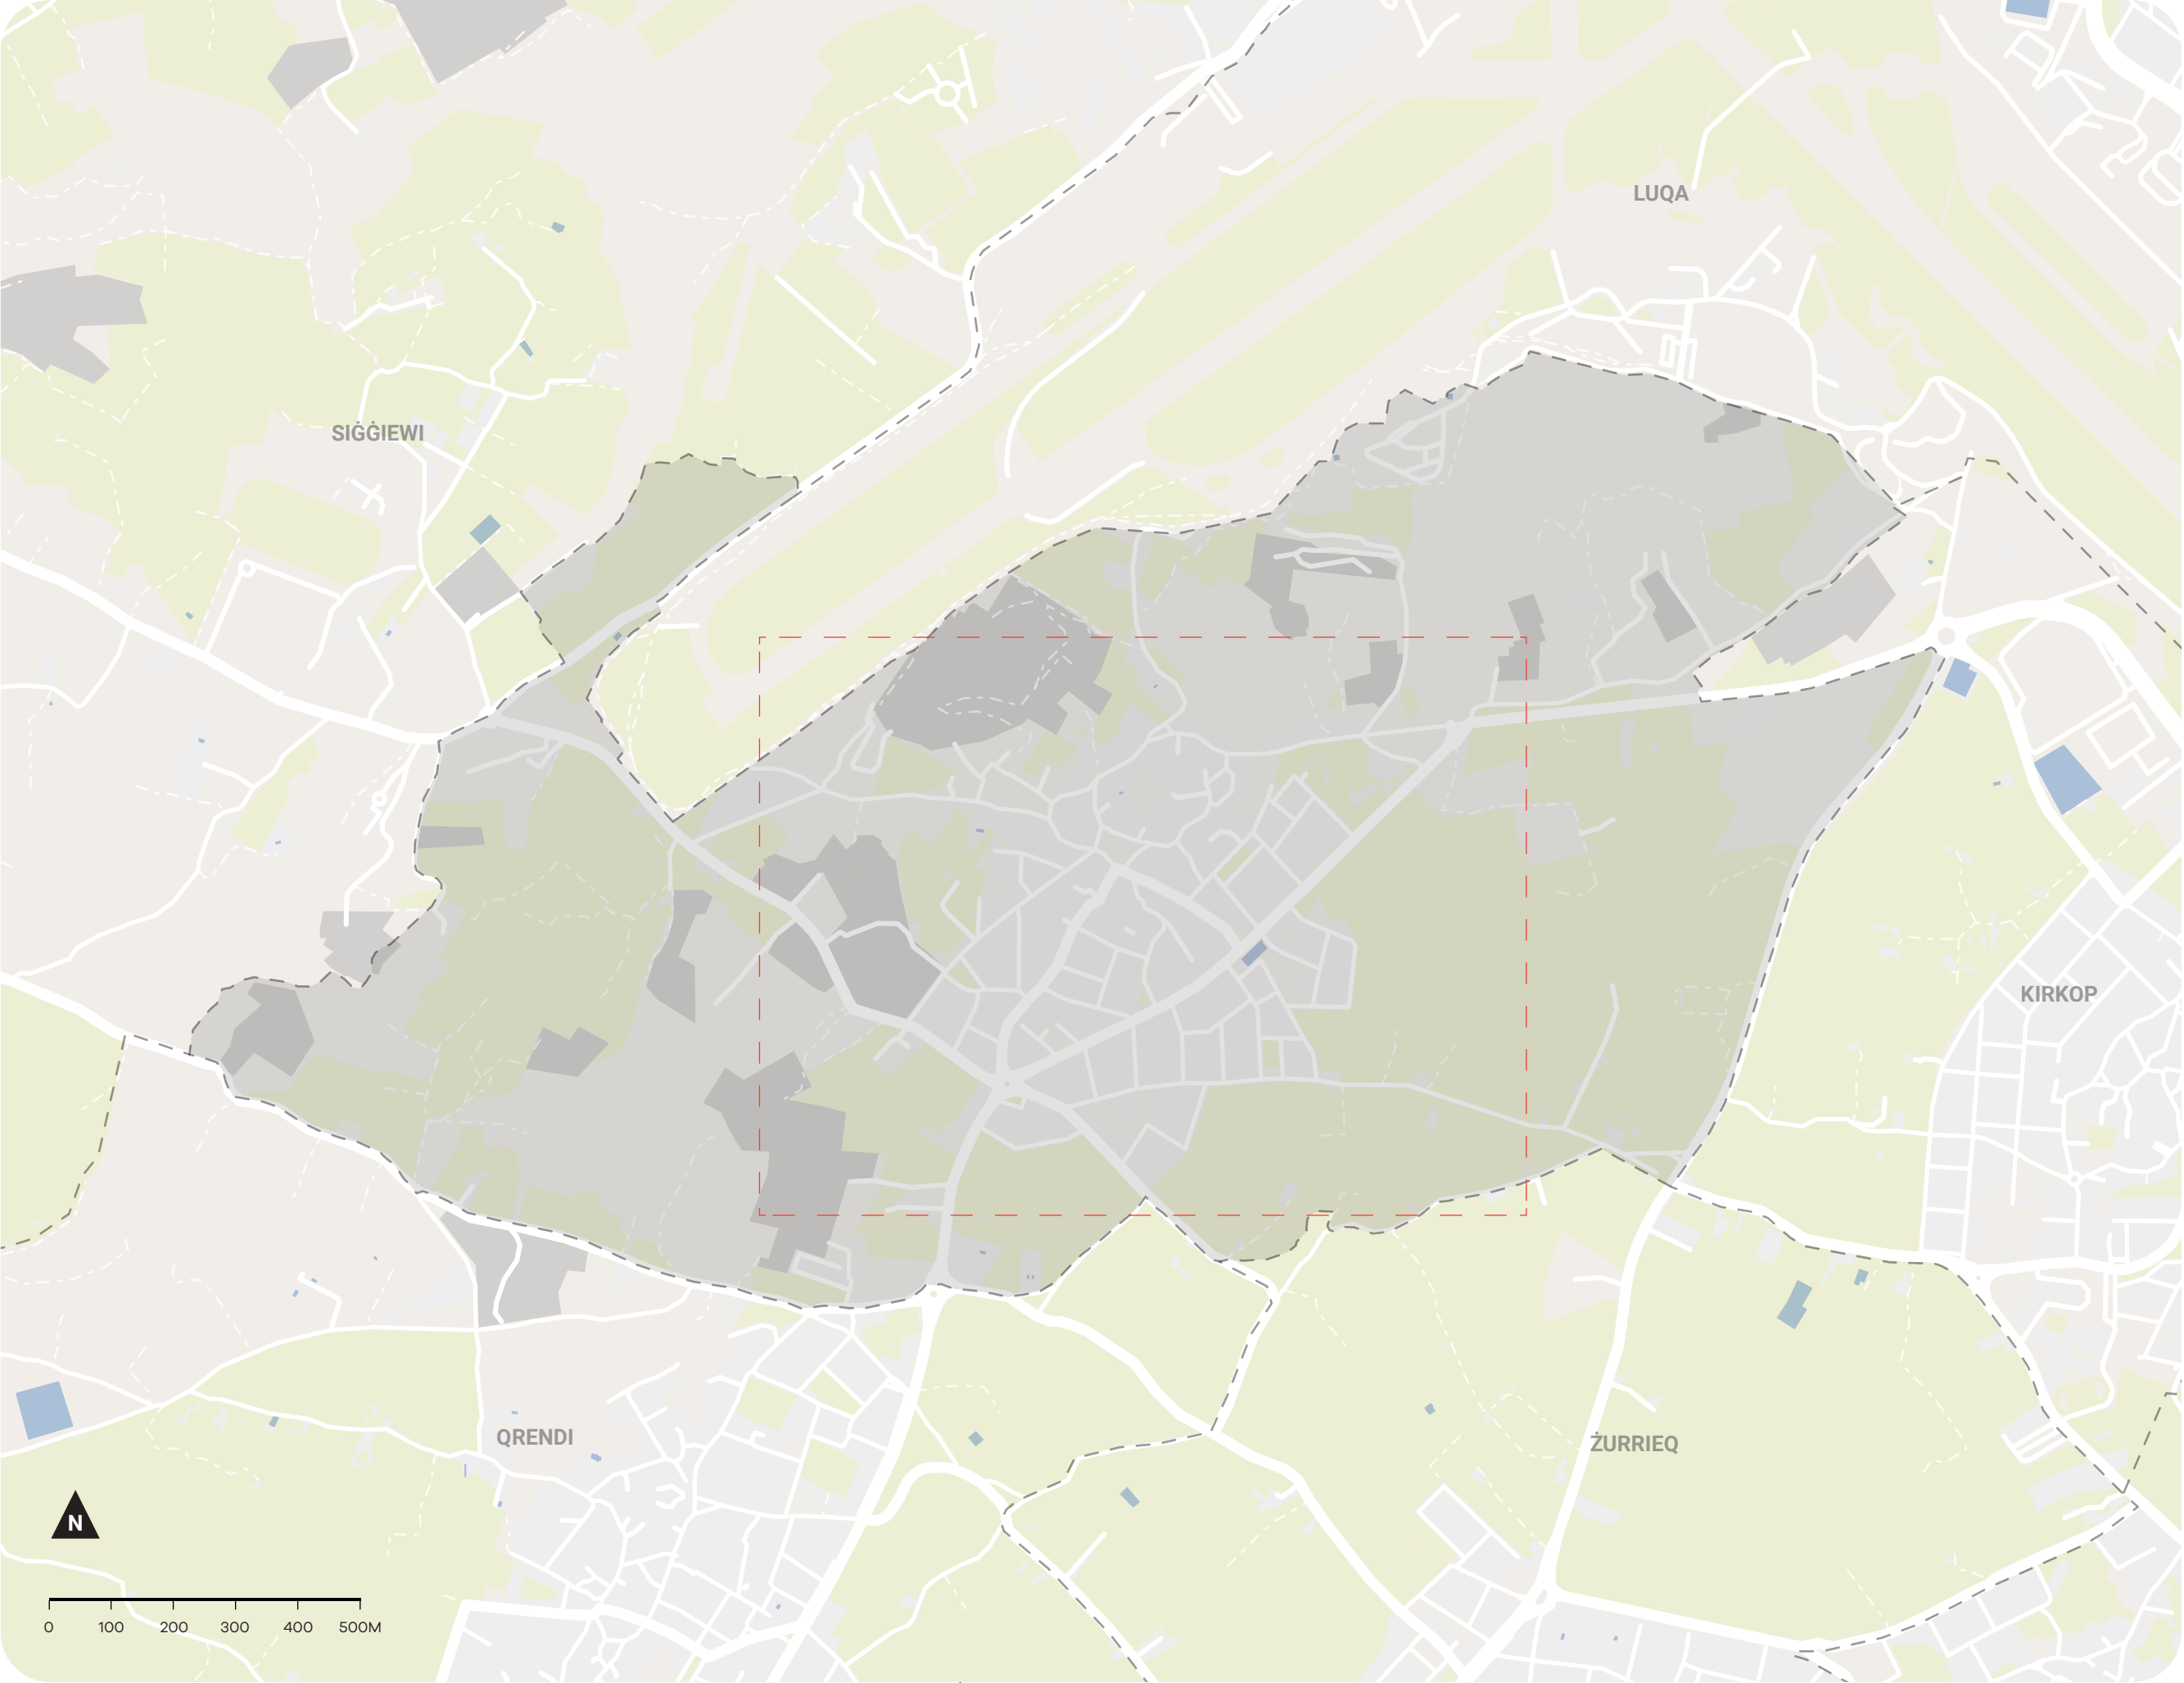 LUQA
SIĠĠIEWI
KIRKOP
QRENDI
ŻURRIEQ
N
0 100 200 300 400 500M